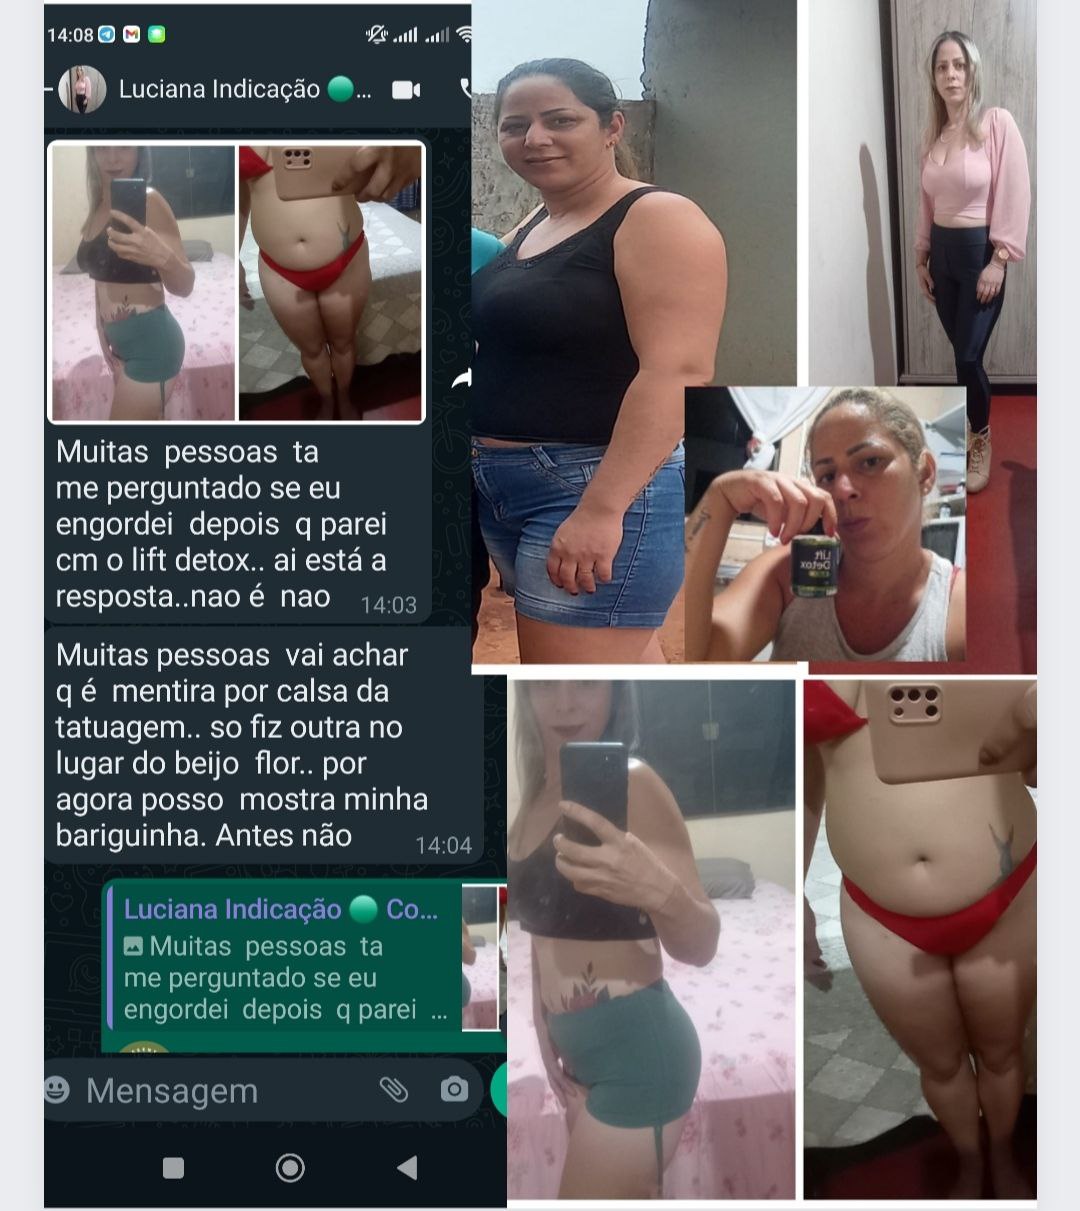 14:08
Luciana Indicação ...
Muitas pessoas ta
me perguntado se eu
engordei depois q parei
cm o lift detox.. ai está a
resposta..nao é nao 14:03
Muitas pessoas vai achar
q é mentira por calsa da
tatuagem.. so fiz outra no
lugar do beijo flor.. por
agora posso mostra minha
bariguinha. Antes não 14:04
Luciana Indicação Co...
Muitas pessoas ta
me perguntado se eu
engordei depois q parei ...
Mensagem
Lift
Detox